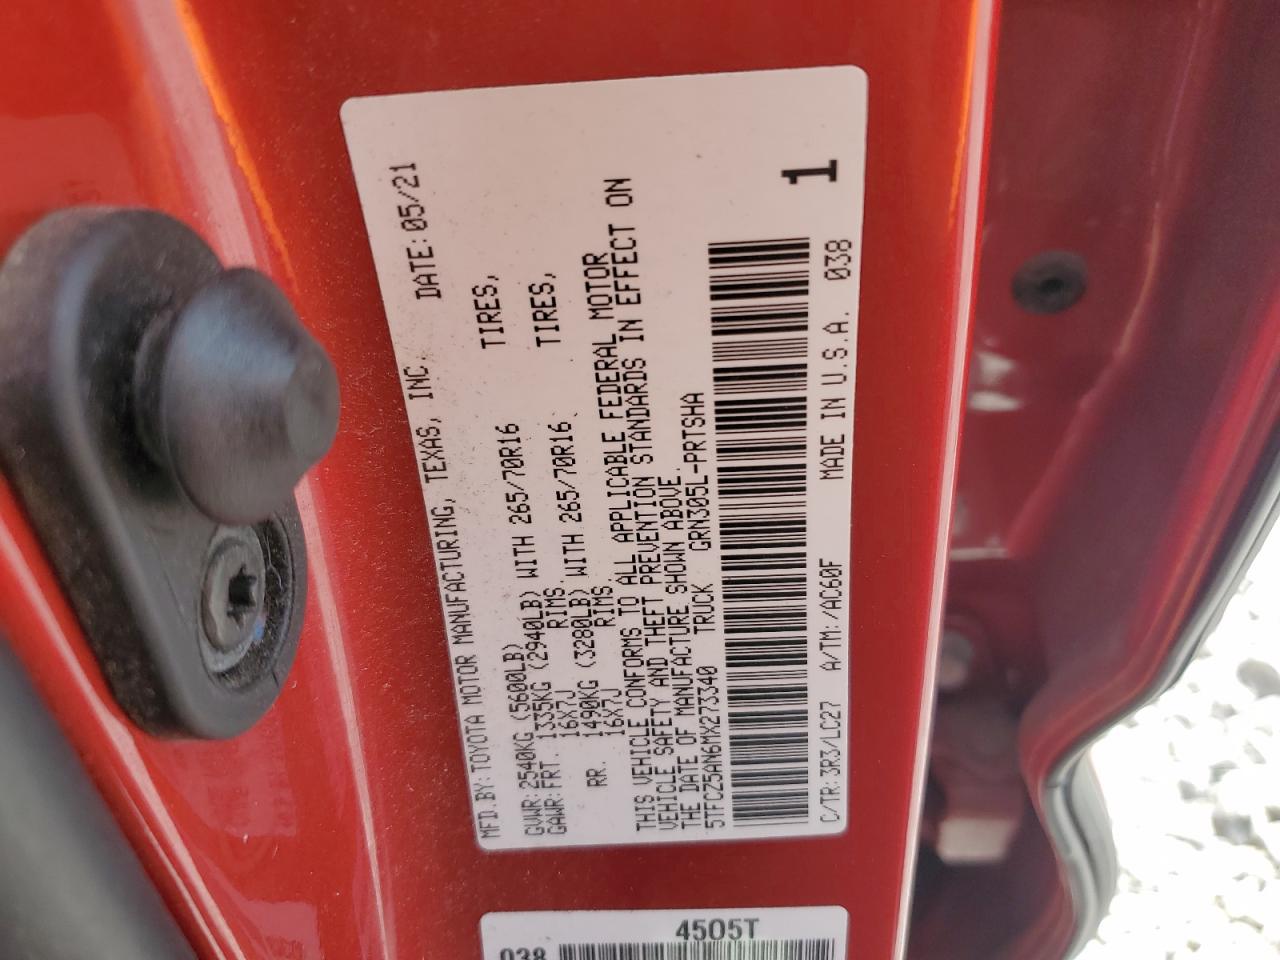 MFD.BY: TOYOTA MOTOR MANUFACTURING, TEXAS, INC. DATE: 05/21
GVWR: 2540KG (5600LB)
GAWR: FRT. 1335KG (2940LB) WITH 265/70R16 TIRES,
16X7J RIMS,
RR. 1490KG (3280LB) WITH 265/70R16 TIRES,
16X7J RIMS.
THIS VEHICLE CONFORMS TO ALL APPLICABLE FEDERAL MOTOR
VEHICLE SAFETY AND THEFT PREVENTION STANDARDS IN EFFECT ON
THE DATE OF MANUFACTURE SHOWN ABOVE.
5TFCZ5AN6MX273340 TRUCK GRN305L-PRTSHA
1
C/TR: 3R3/LC27 A/TM: /AC60F MADE IN U.S.A. 038
4505T
038